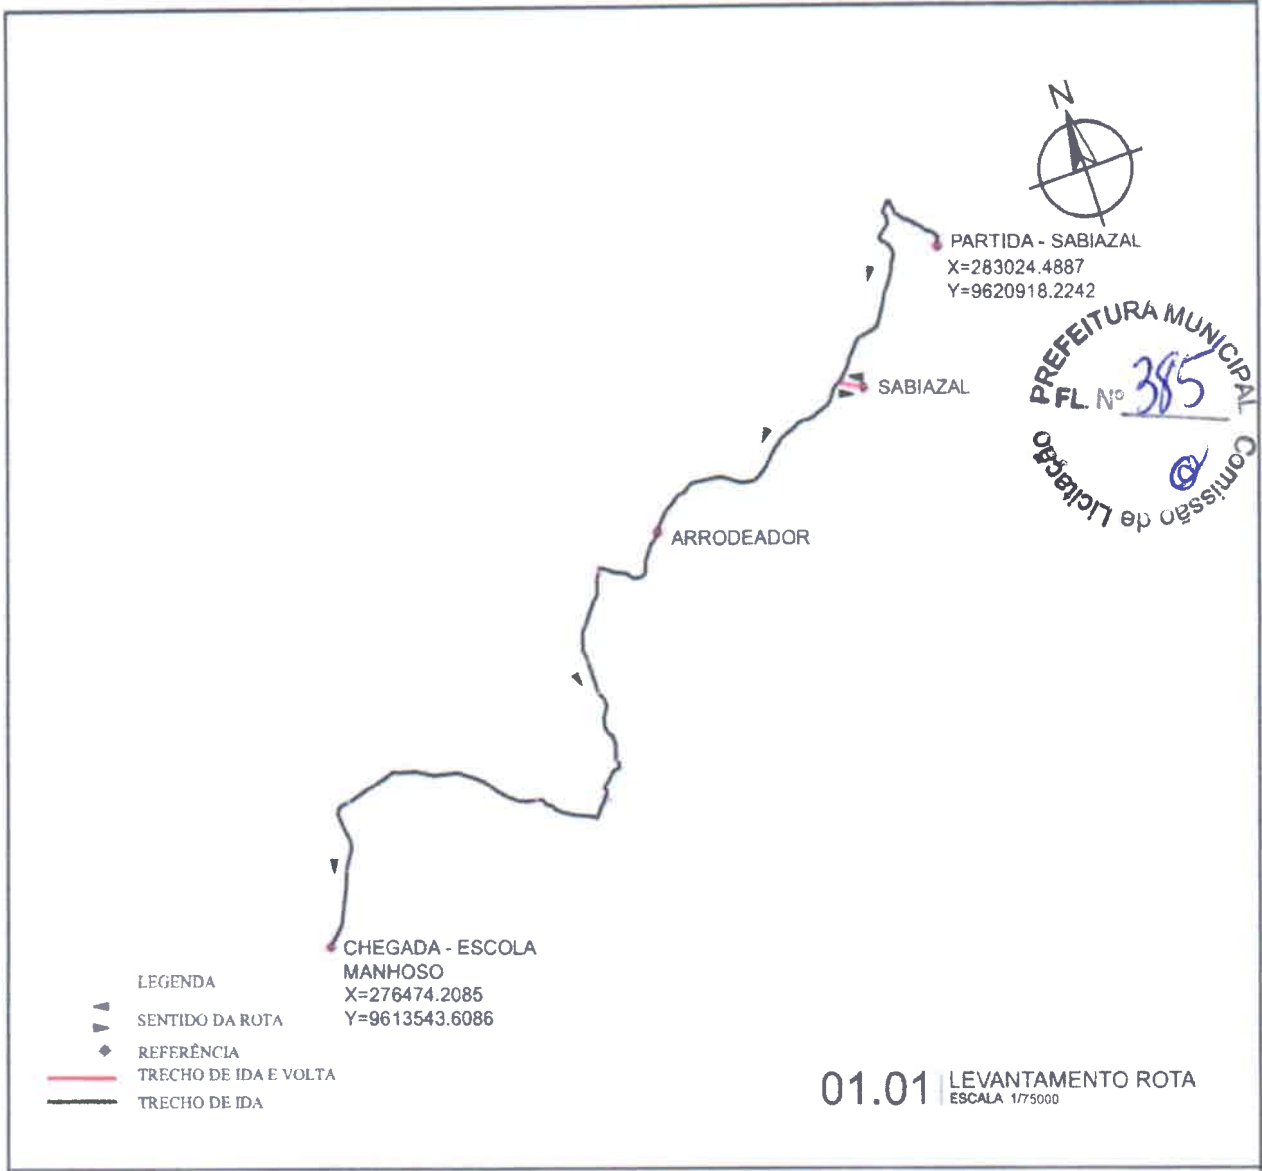 N
PARTIDA - SABIAZAL
X=283024.4887
Y=9620918.2242
PREFEITURA MUNICIPAL
FL. Nº 385
Comissão de Licitação
SABIAZAL
ARRODEADOR
CHEGADA - ESCOLA
MANHOSO
X=276474.2085
Y=9613543.6086
LEGENDA
SENTIDO DA ROTA
REFERÊNCIA
TRECHO DE IDA E VOLTA
TRECHO DE IDA
01.01 LEVANTAMENTO ROTA
ESCALA 1/75000